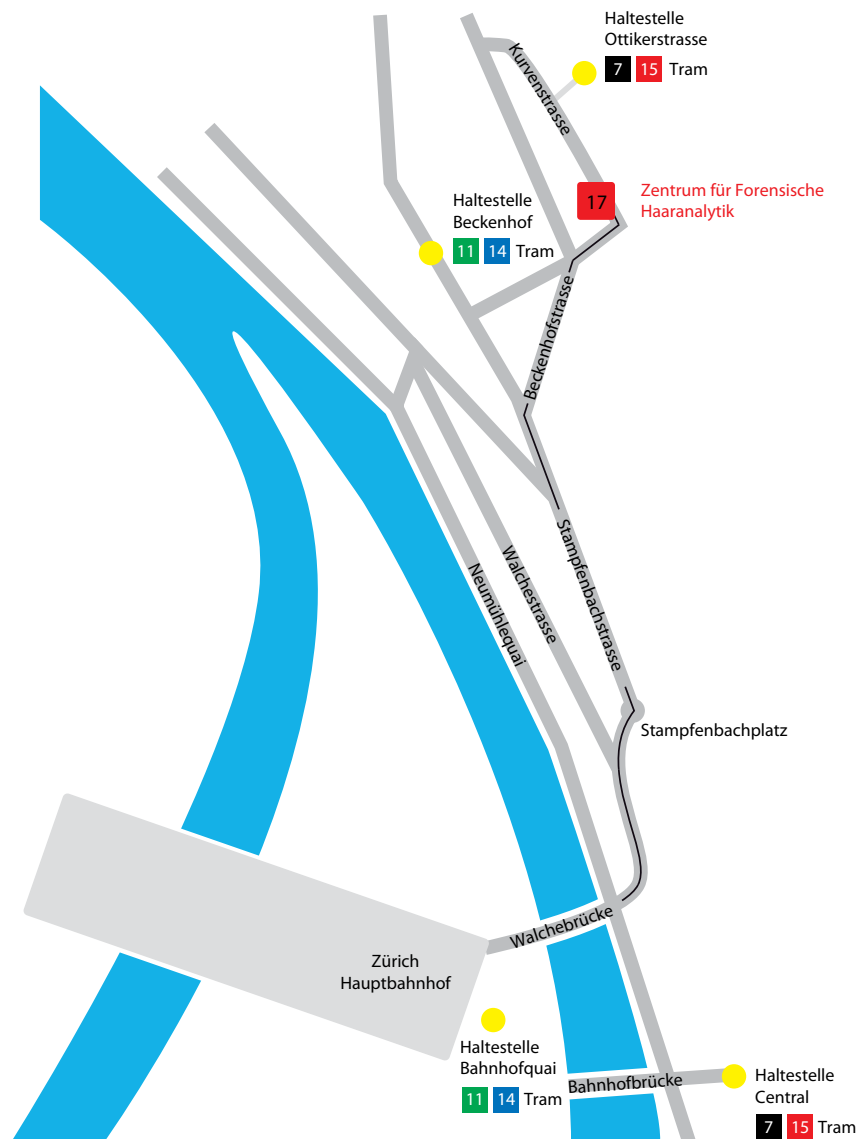 Haltestelle
Ottikerstrasse
7 15 Tram
Kurvenstrasse
17
Zentrum für Forensische
Haaranalytik
Haltestelle
Beckenhof
11 14 Tram
Beckenhofstrasse
Stampfenbachstrasse
Walchestrasse
Neumühlequai
Stampfenbachplatz
Walchebrücke
Zürich
Hauptbahnhof
Haltestelle
Bahnhofquai
11 14 Tram
Bahnhofbrücke
Haltestelle
Central
7 15 Tram